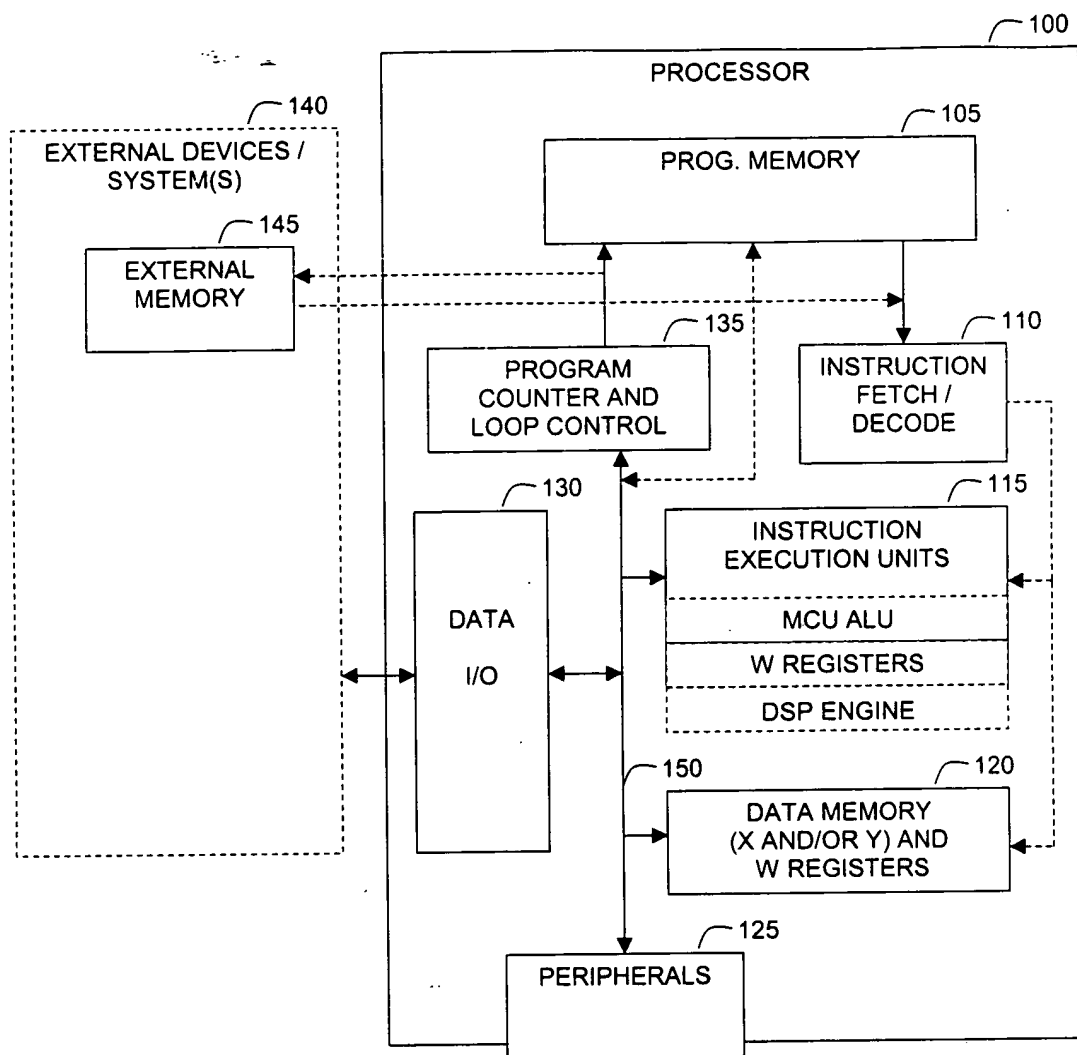 100
PROCESSOR
140
EXTERNAL DEVICES /
SYSTEM(S)
105
PROG. MEMORY
145
EXTERNAL
MEMORY
135
PROGRAM
COUNTER AND
LOOP CONTROL
110
INSTRUCTION
FETCH /
DECODE
130
DATA
I/O
115
INSTRUCTION
EXECUTION UNITS
MCU ALU
W REGISTERS
DSP ENGINE
150
120
DATA MEMORY
(X AND/OR Y) AND
W REGISTERS
125
PERIPHERALS